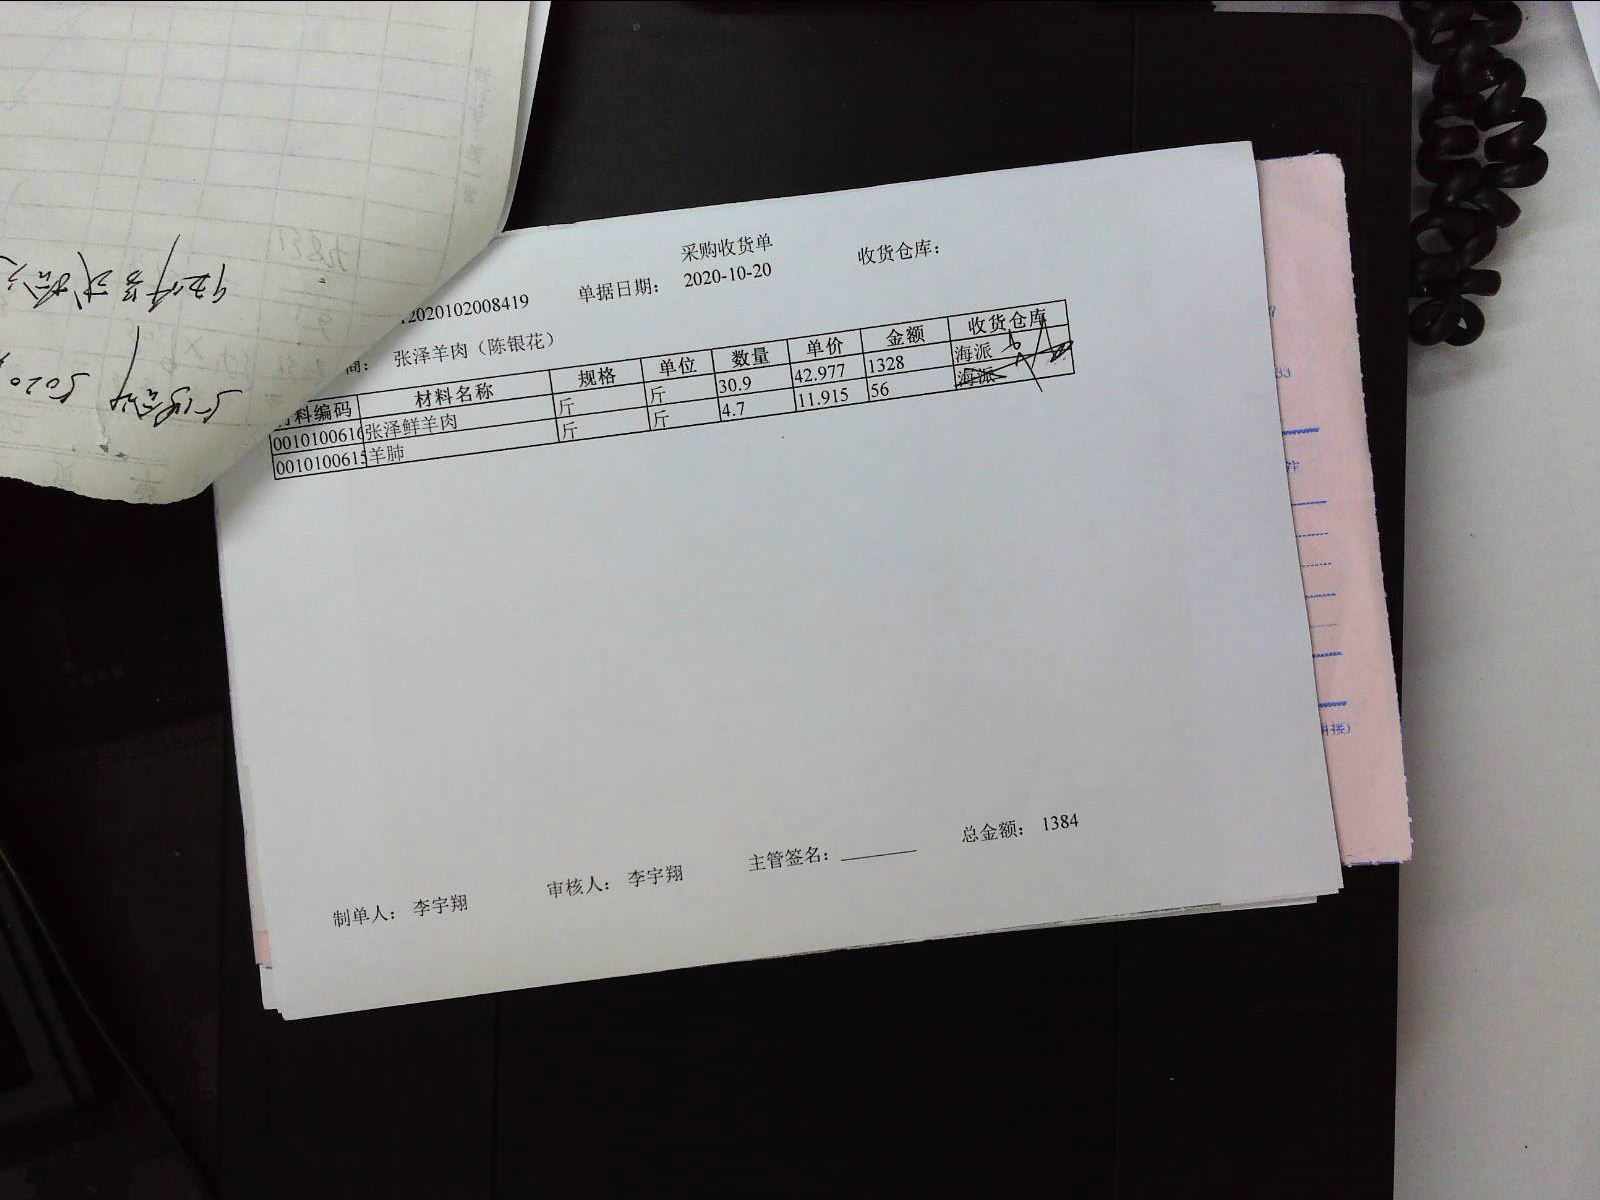 采购收货单
2020102008419 单据日期： 2020-10-20 收货仓库：
商： 张泽羊肉（陈银花）
料编码 材料名称 规格 单位 数量 单价 金额 收货仓库
0010100616 张泽鲜羊肉 斤 斤 30.9 42.977 1328 海派
0010100615 羊肺 斤 斤 4.7 11.915 56 海派
制单人： 李宇翔 审核人： 李宇翔 主管签名： 总金额： 1384